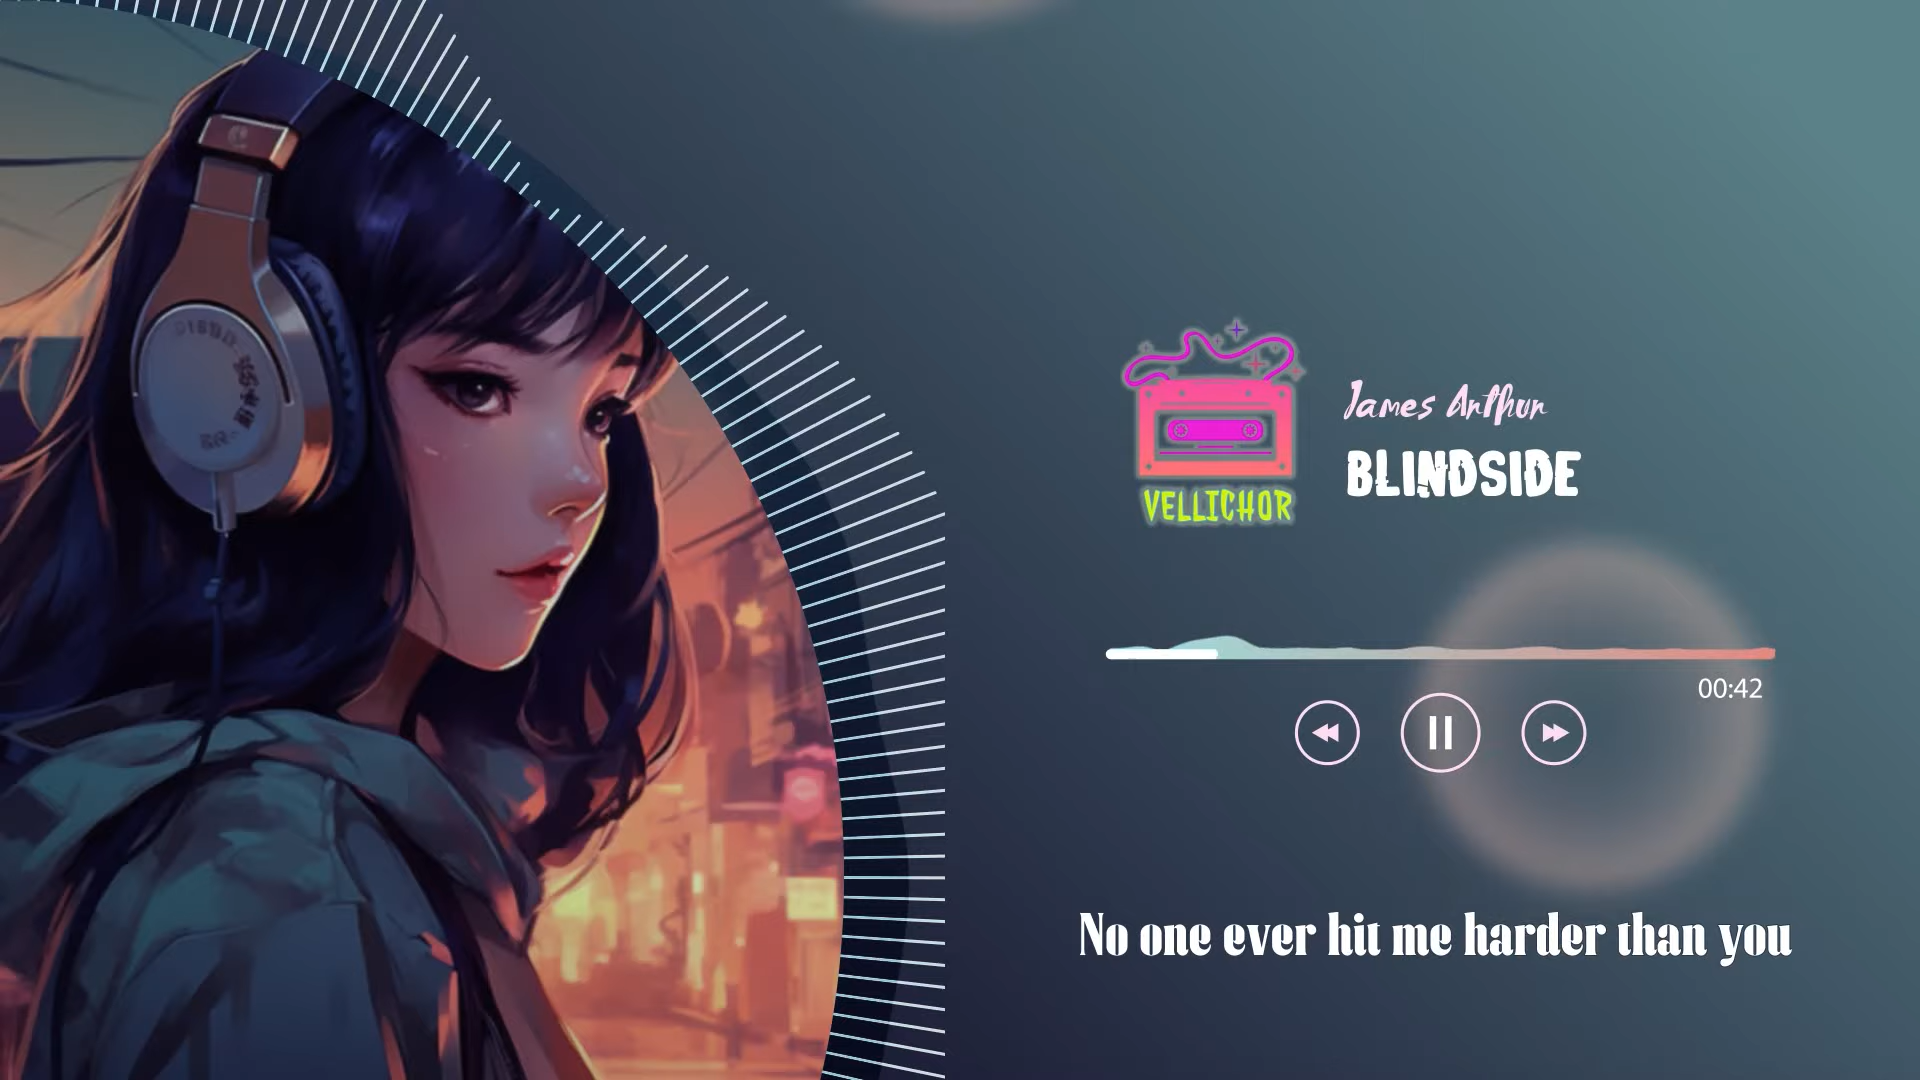 James Arthur
BLINDSIDE
VELLICHOR
00:42
No one ever hit me harder than you